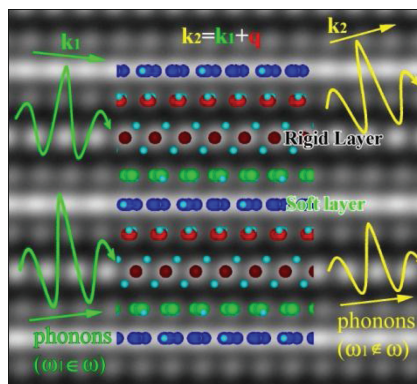 k₁
k₂=k₁+q
k₂
Rigid Layer
Soft layer
phonons
(ω₁∈ω)
phonons
(ω₁∉ω)